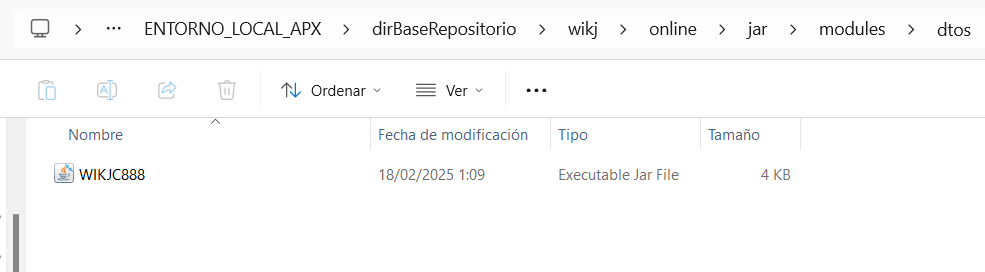 ... ENTORNO_LOCAL_APX > dirBaseRepositorio > wikj > online > jar > modules > dtos
Ordenar Ver ...
Nombre Fecha de modificación Tipo Tamaño
WIKJC888 18/02/2025 1:09 Executable Jar File 4 KB